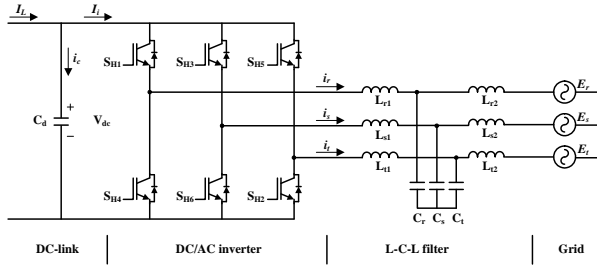 I_L I_i
i_c
S_H1 S_H3 S_H5
i_r L_r1 L_r2 E_r
C_d + − V_dc
i_s L_s1 L_s2 E_s
i_t L_t1 L_t2 E_t
S_H4 S_H6 S_H2
C_r C_s C_t
DC-link DC/AC inverter L-C-L filter Grid